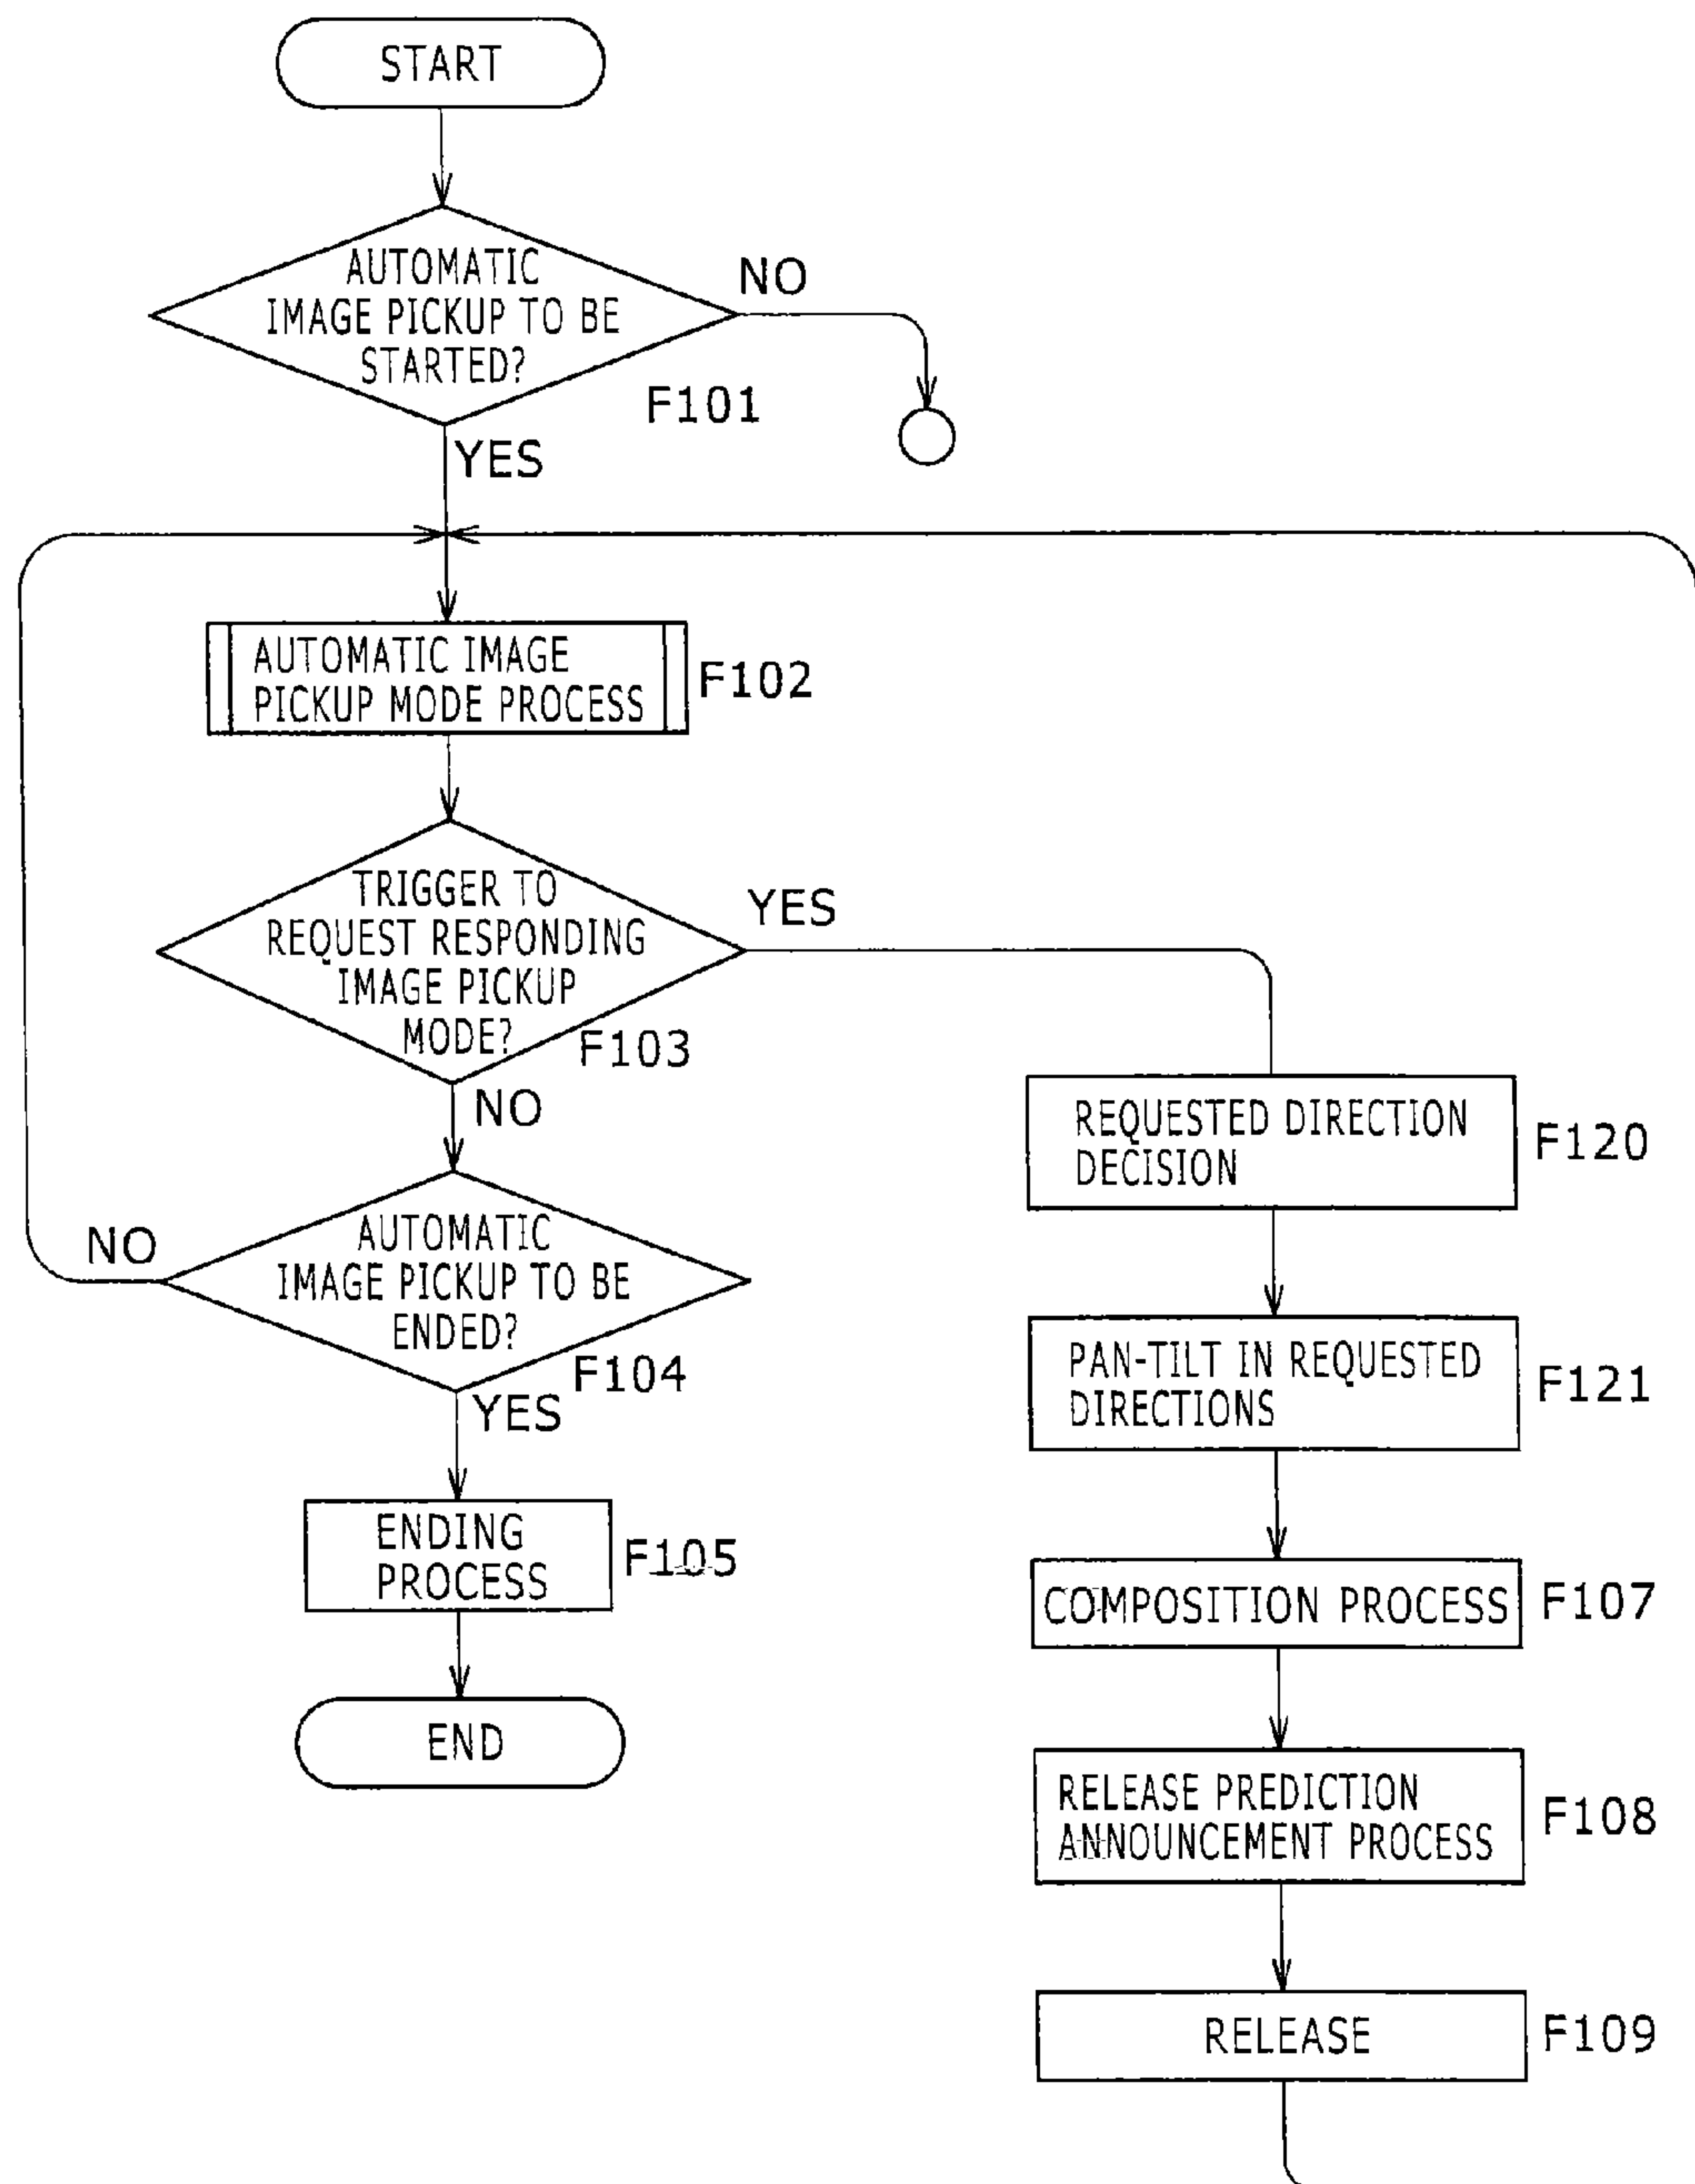 START
AUTOMATIC
IMAGE PICKUP TO BE
STARTED?
NO
F101
YES
AUTOMATIC IMAGE
PICKUP MODE PROCESS
F102
TRIGGER TO
REQUEST RESPONDING
IMAGE PICKUP
MODE?
YES
F103
NO
AUTOMATIC
IMAGE PICKUP TO BE
ENDED?
NO
F104
YES
ENDING
PROCESS
F105
END
REQUESTED DIRECTION
DECISION
F120
PAN-TILT IN REQUESTED
DIRECTIONS
F121
COMPOSITION PROCESS
F107
RELEASE PREDICTION
ANNOUNCEMENT PROCESS
F108
RELEASE
F109